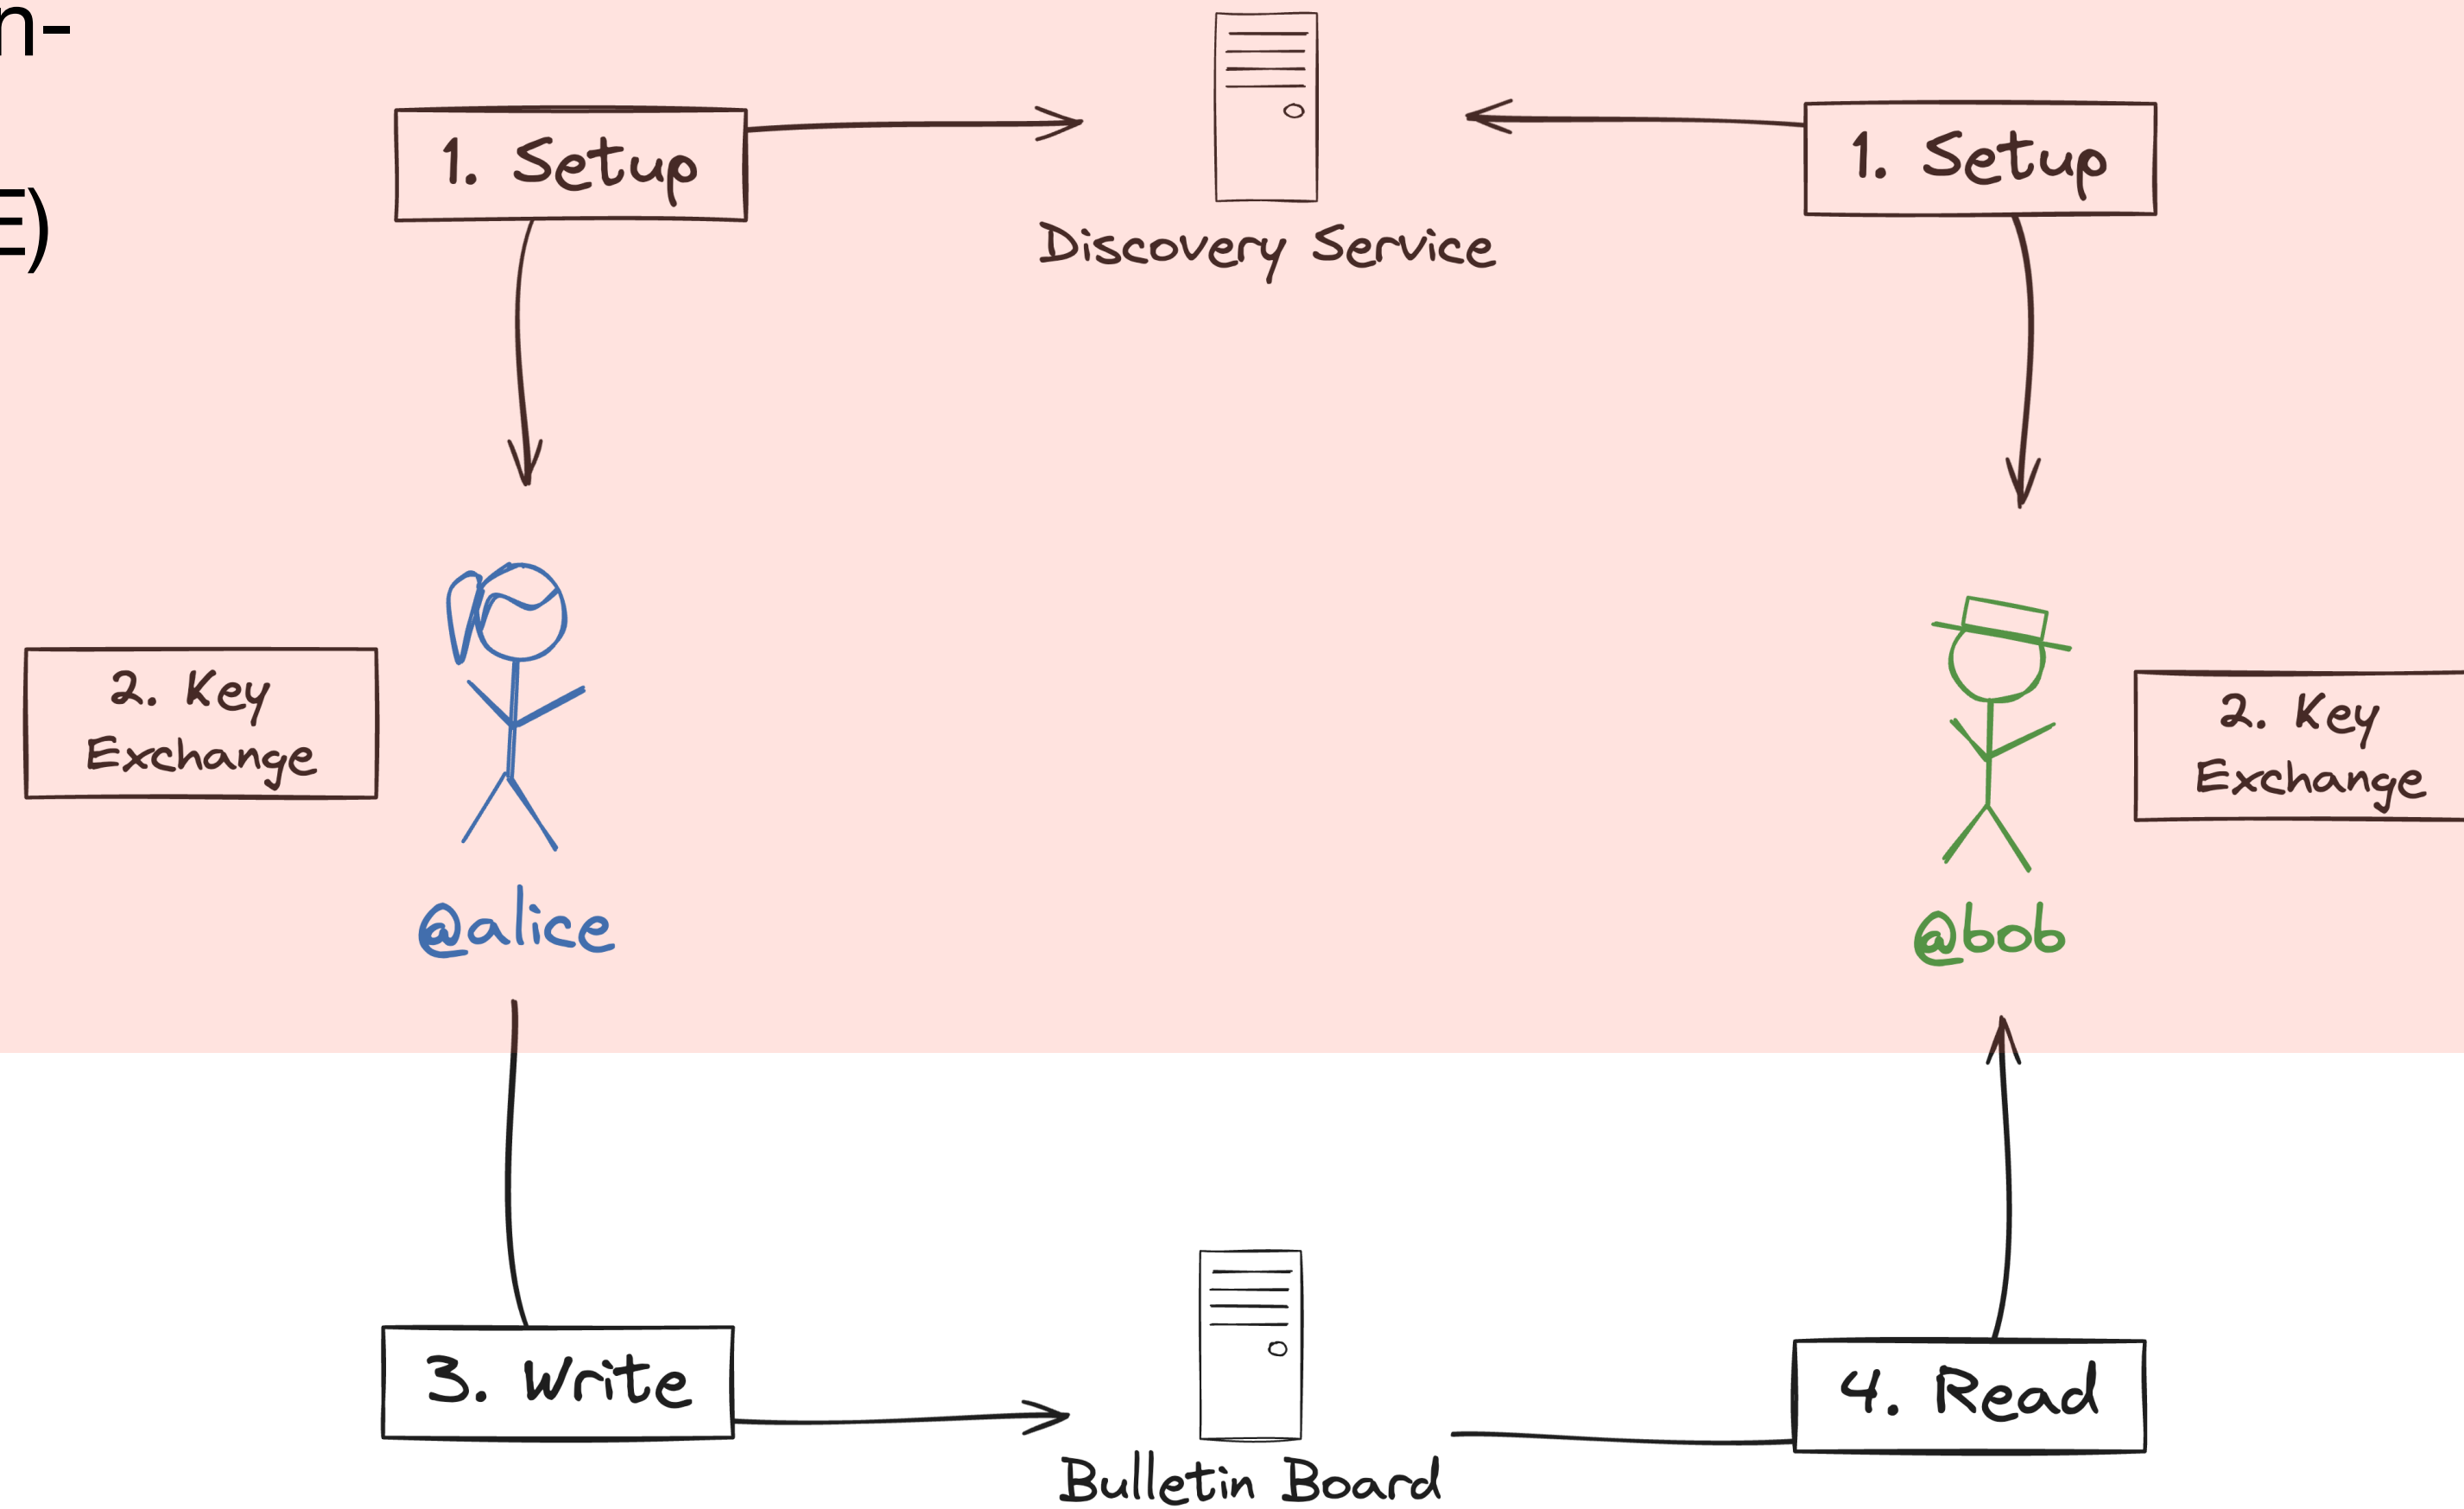 n-
E)
1. Setup
1. Setup
Discovery Service
2. Key
Exchange
2. Key
Exchange
@alice
@bob
3. Write
4. Read
Bulletin Board